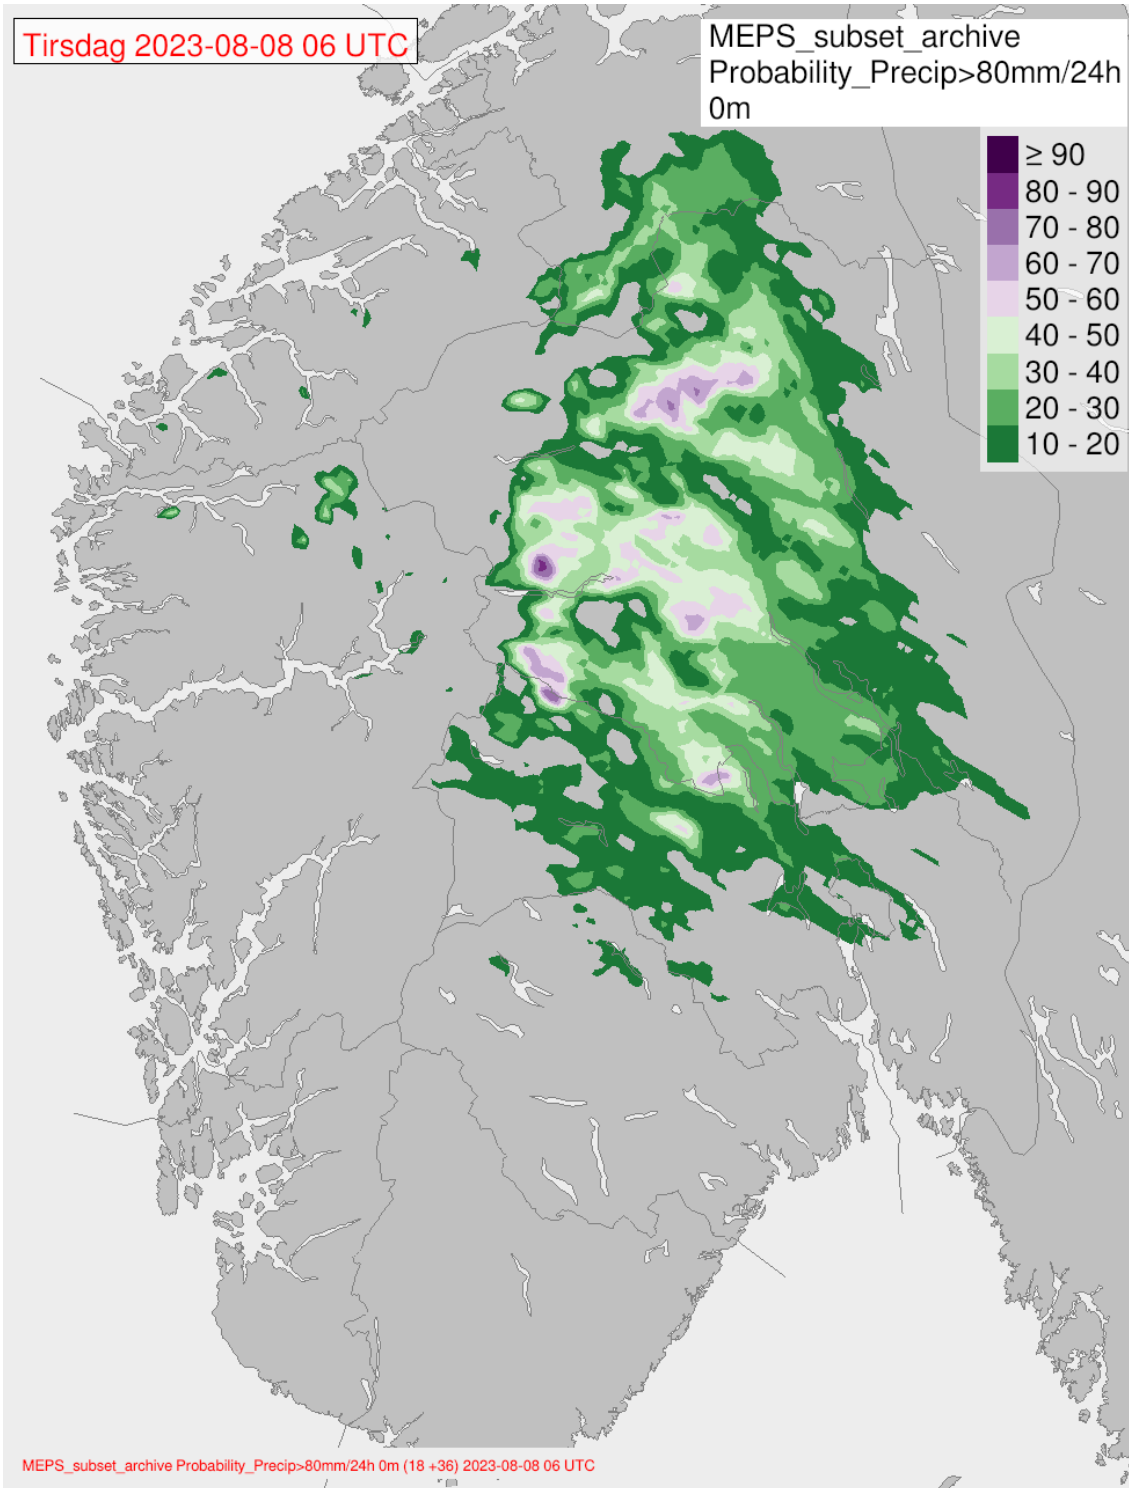 Tirsdag 2023-08-08 06 UTC
MEPS_subset_archive
Probability_Precip>80mm/24h
0m
≥ 90
80 - 90
70 - 80
60 - 70
50 - 60
40 - 50
30 - 40
20 - 30
10 - 20
MEPS_subset_archive Probability_Precip>80mm/24h 0m (18 +36) 2023-08-08 06 UTC